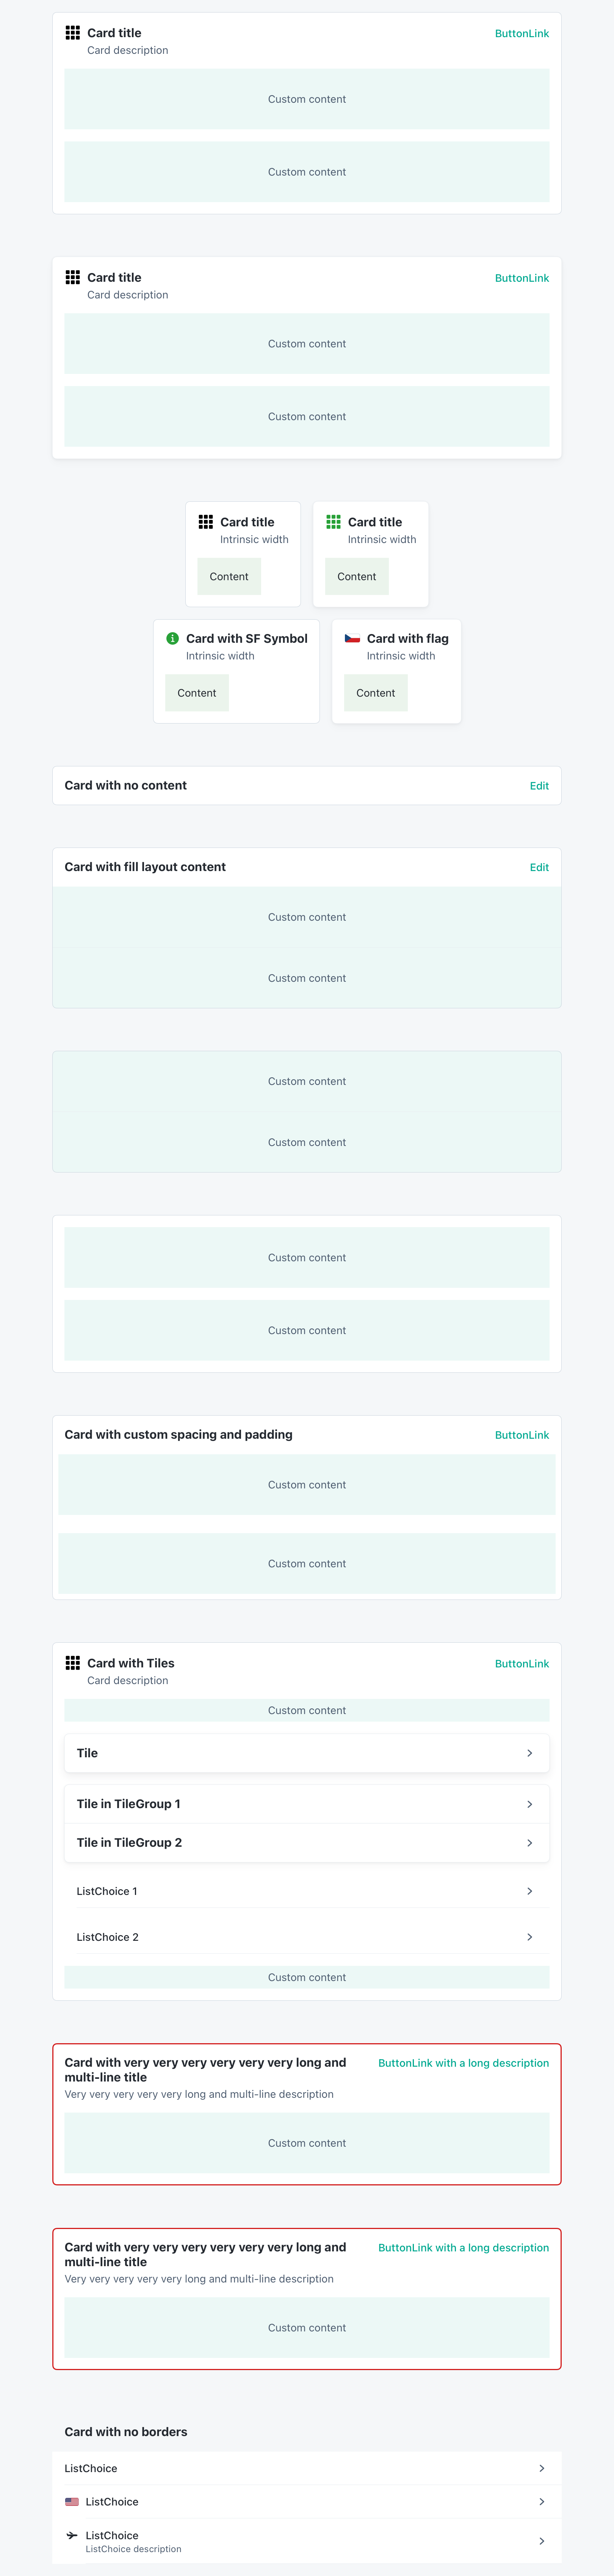 Card title
ButtonLink
Card description
Custom content
Custom content
Card title
ButtonLink
Card description
Custom content
Custom content
Card title
Intrinsic width
Content
Card title
Intrinsic width
Content
Card with SF Symbol
Intrinsic width
Content
Card with flag
Intrinsic width
Content
Card with no content
Edit
Card with fill layout content
Edit
Custom content
Custom content
Custom content
Custom content
Custom content
Custom content
Card with custom spacing and padding
ButtonLink
Custom content
Custom content
Card with Tiles
ButtonLink
Card description
Custom content
Tile
Tile in TileGroup 1
Tile in TileGroup 2
ListChoice 1
ListChoice 2
Custom content
Card with very very very very very very long and
multi-line title
ButtonLink with a long description
Very very very very very long and multi-line description
Custom content
Card with very very very very very very long and
multi-line title
ButtonLink with a long description
Very very very very very long and multi-line description
Custom content
Card with no borders
ListChoice
ListChoice
ListChoice
ListChoice description